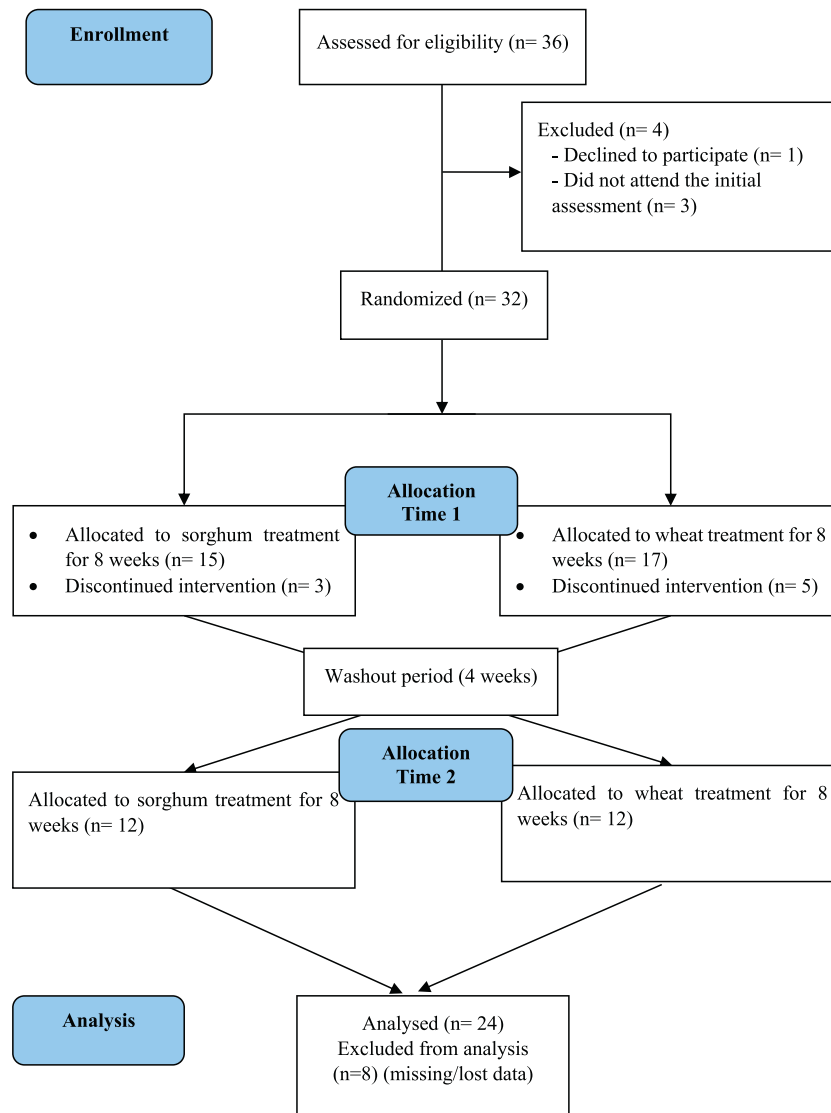 Enrollment
Assessed for eligibility (n= 36)
Excluded (n= 4)
- Declined to participate (n= 1)
- Did not attend the initial
assessment (n= 3)
Randomized (n= 32)
Allocation
Time 1
• Allocated to sorghum treatment
for 8 weeks (n= 15)
• Discontinued intervention (n= 3)
• Allocated to wheat treatment for 8
weeks (n= 17)
• Discontinued intervention (n= 5)
Washout period (4 weeks)
Allocation
Time 2
Allocated to sorghum treatment for 8
weeks (n= 12)
Allocated to wheat treatment for 8
weeks (n= 12)
Analysis
Analysed (n= 24)
Excluded from analysis
(n=8) (missing/lost data)